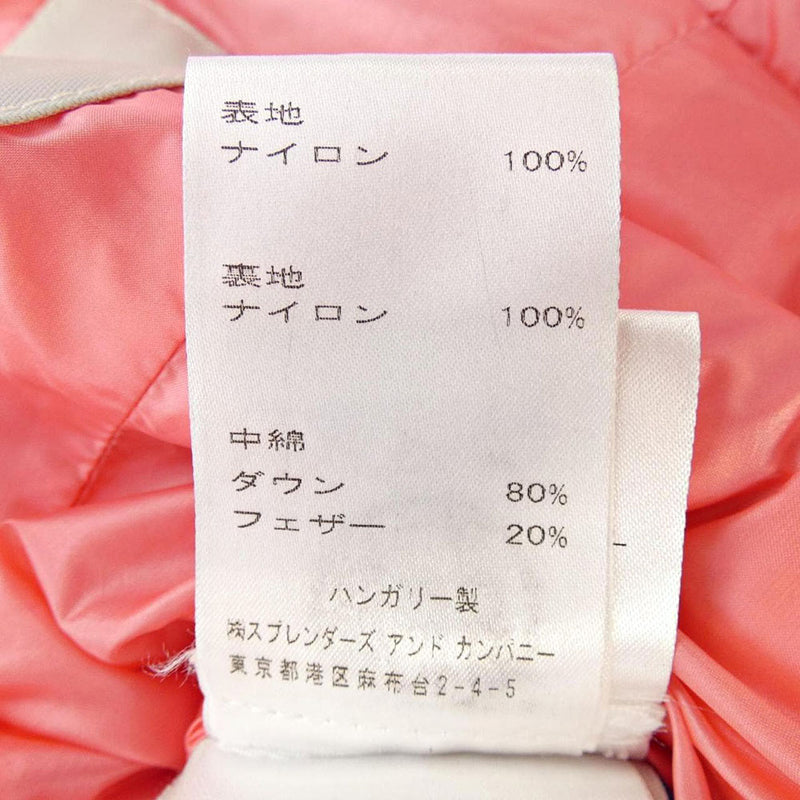 表地
ナイロン 100%
裏地
ナイロン 100%
中綿
ダウン 80%
フェザー 20%
ハンガリー製
㈱スプレンダーズ アンド カンパニー
東京都港区麻布台2-4-5